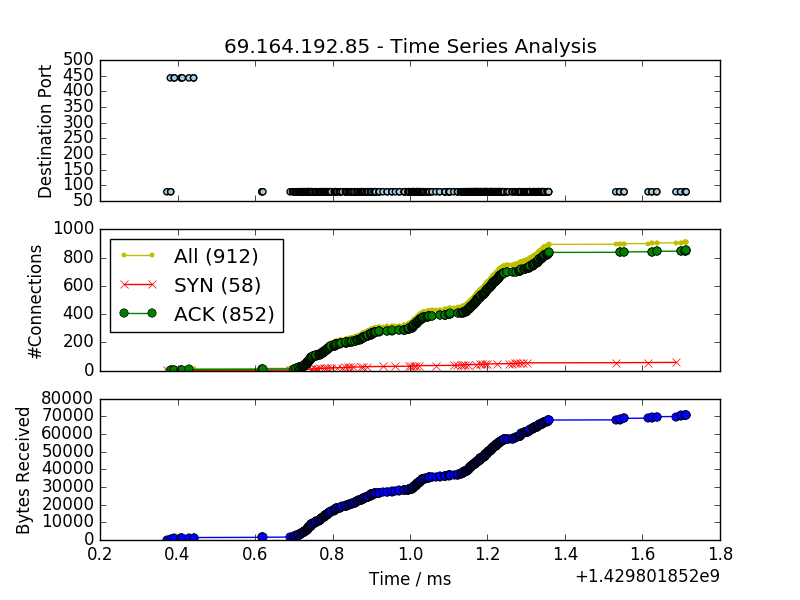 69.164.192.85 - Time Series Analysis
Destination Port
500
450
400
350
300
250
200
150
100
50
#Connections
1000
800
600
400
200
0
All (912)
SYN (58)
ACK (852)
Bytes Received
80000
70000
60000
50000
40000
30000
20000
10000
0
0.2 0.4 0.6 0.8 1.0 1.2 1.4 1.6 1.8
Time / ms
+1.429801852e9